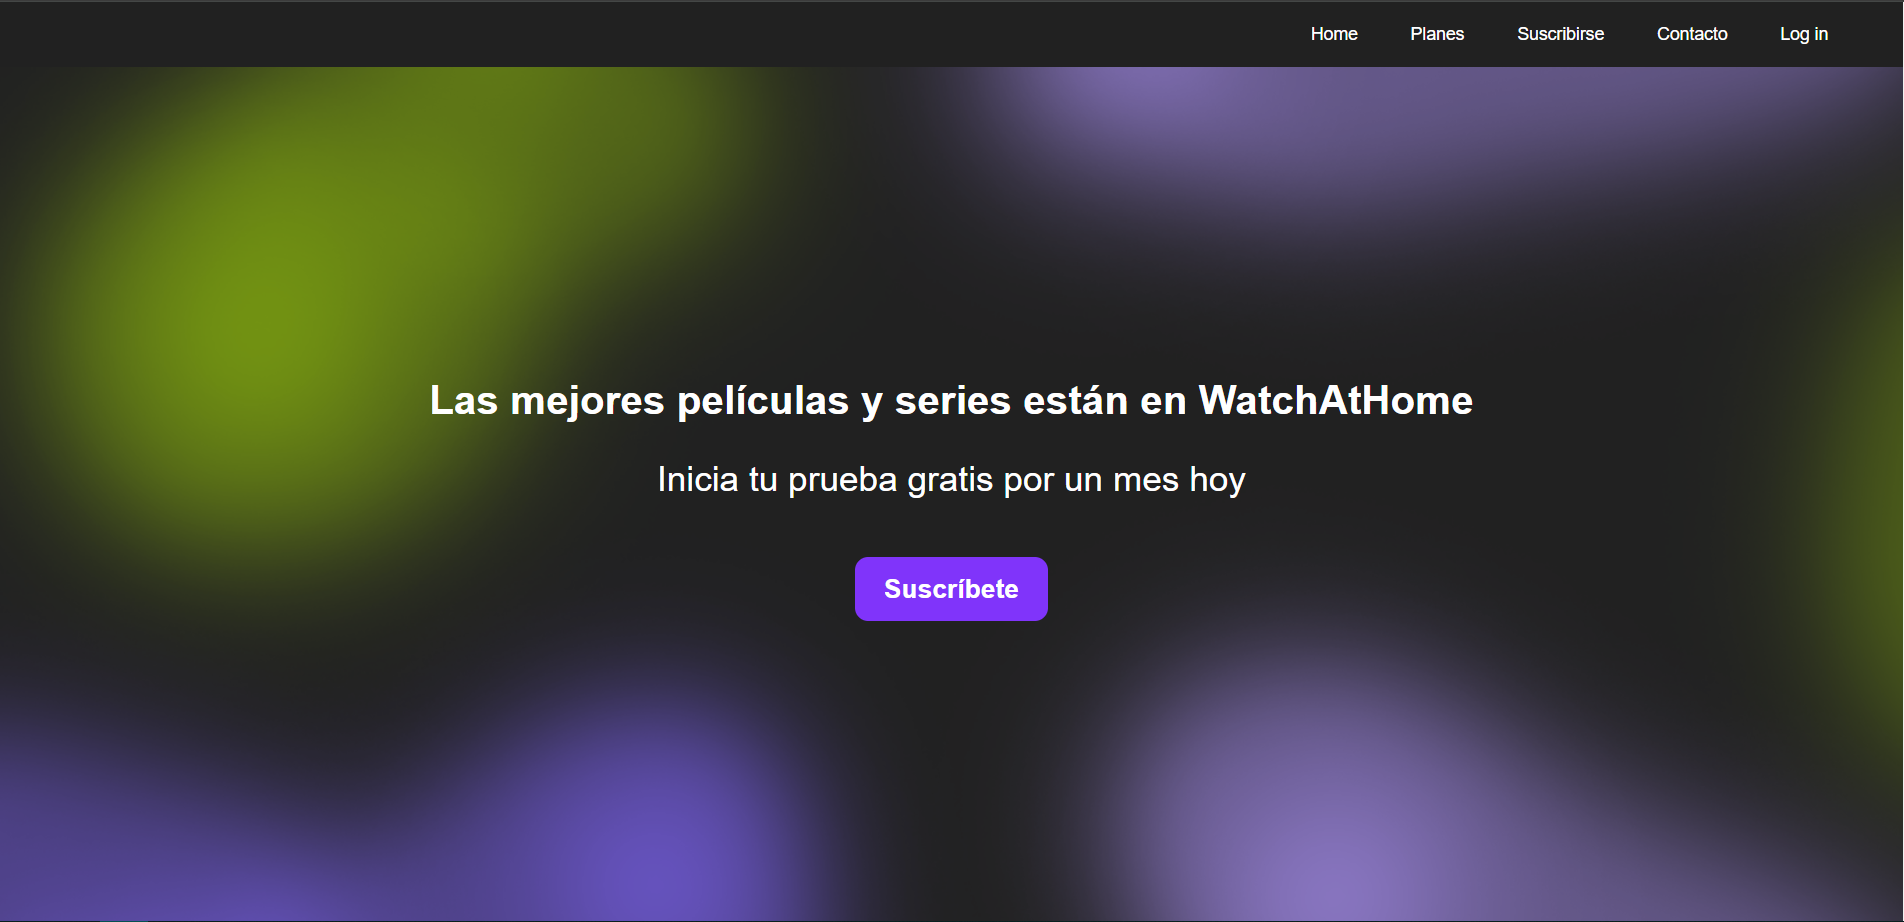 Home Planes Suscribirse Contacto Log in
Las mejores películas y series están en WatchAtHome
Inicia tu prueba gratis por un mes hoy
Suscríbete